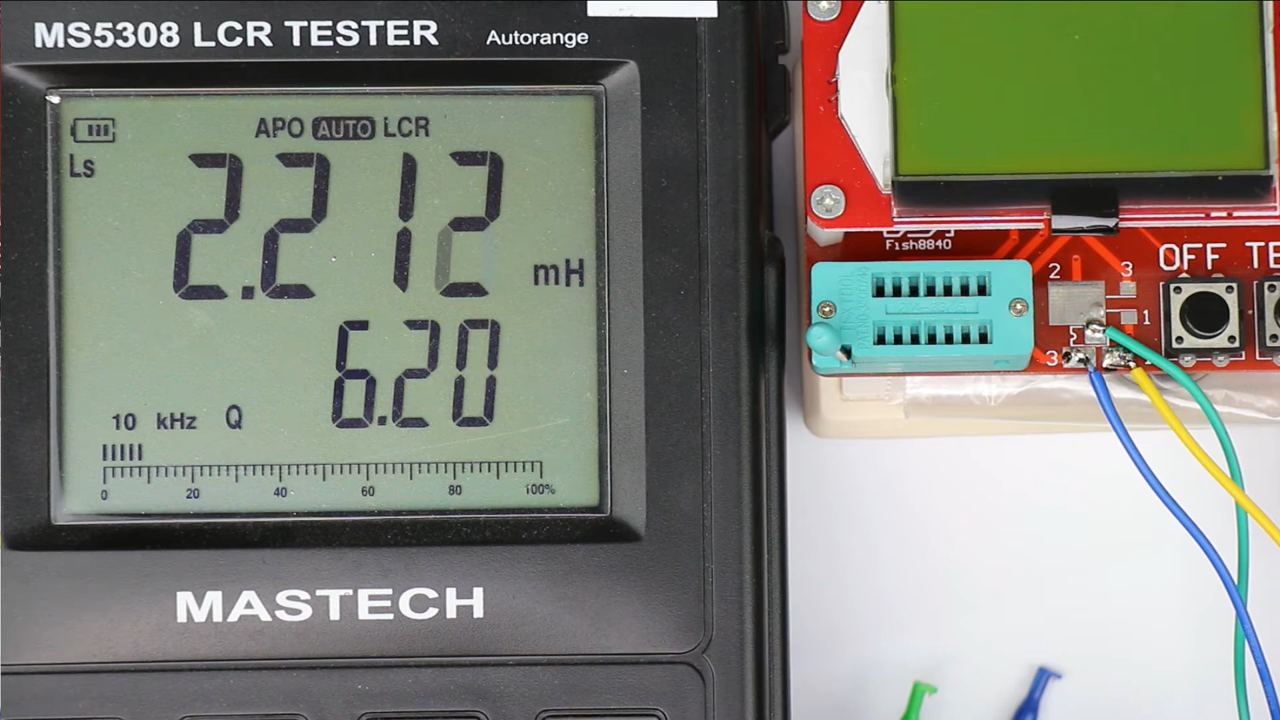 MS5308 LCR TESTER Autorange
APO AUTO LCR
Ls
2.212 mH
6.20
10 kHz Q
0 20 40 60 80 100%
MASTECH
Fish8840
2 3
OFF TE
1
3